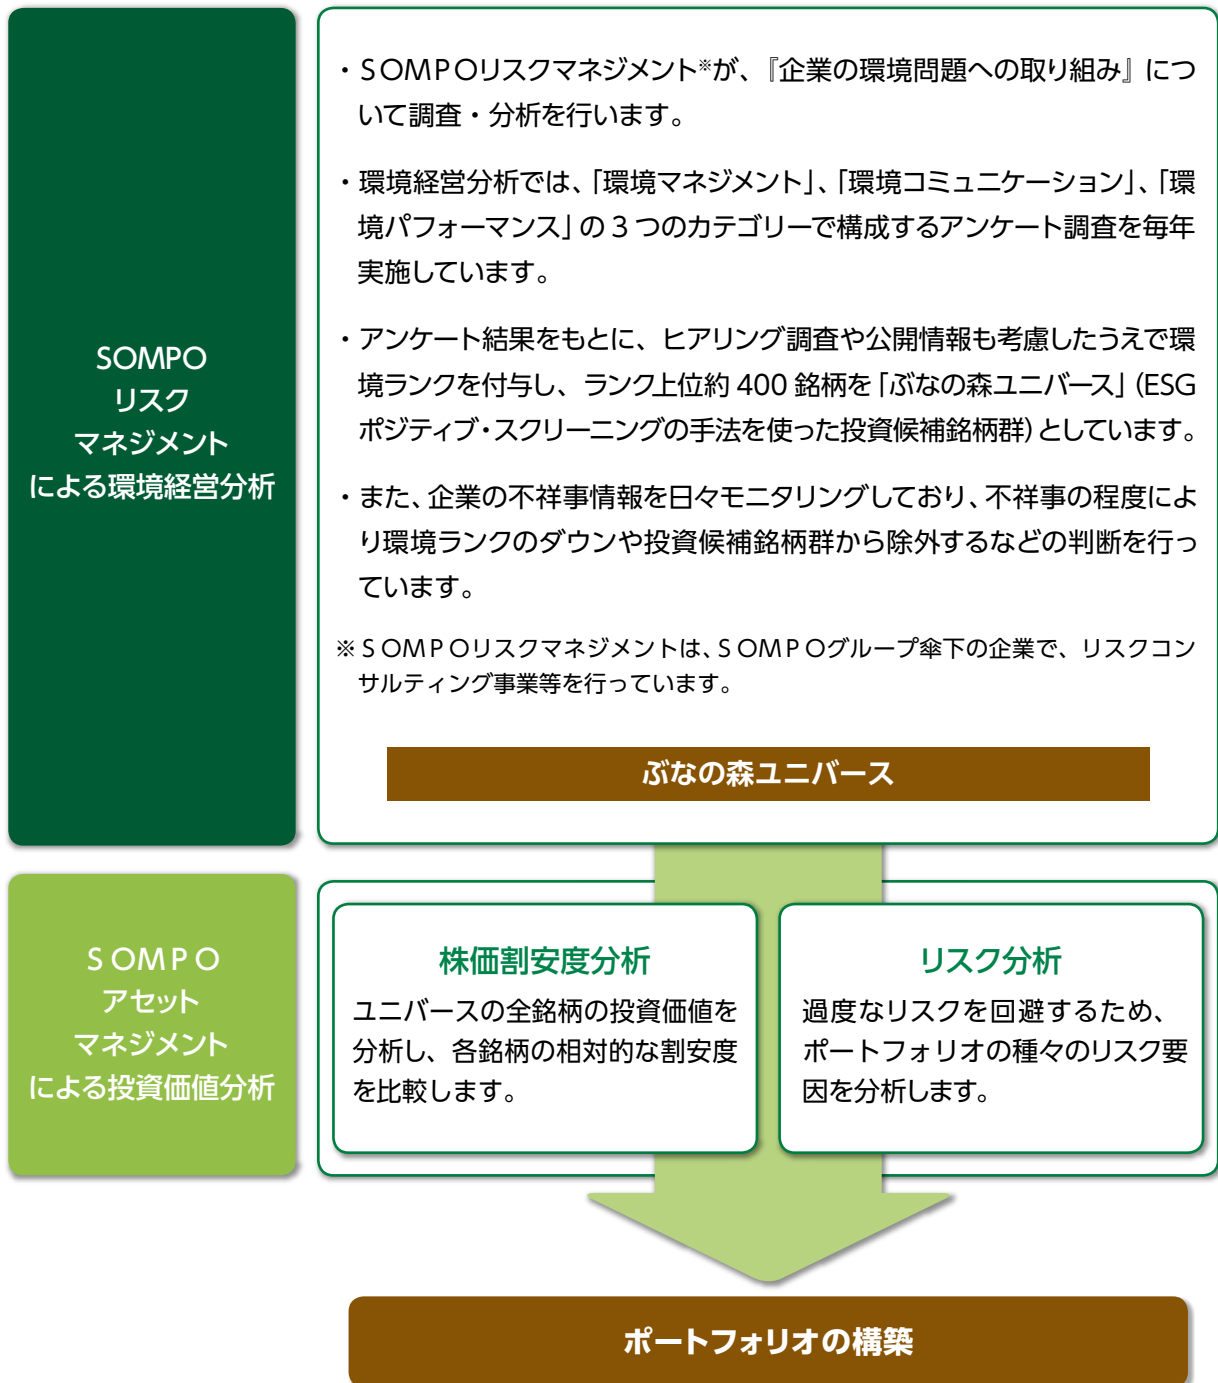 SOMPO
リスク
マネジメント
による環境経営分析
・SOMPOリスクマネジメント※が、『企業の環境問題への取り組み』につ
いて調査・分析を行います。
・環境経営分析では、「環境マネジメント」、「環境コミュニケーション」、「環
境パフォーマンス」の3つのカテゴリーで構成するアンケート調査を毎年
実施しています。
・アンケート結果をもとに、ヒアリング調査や公開情報も考慮したうえで環
境ランクを付与し、ランク上位約 400 銘柄を「ぶなの森ユニバース」(ESG
ポジティブ・スクリーニングの手法を使った投資候補銘柄群)としています。
・また、企業の不祥事情報を日々モニタリングしており、不祥事の程度によ
り環境ランクのダウンや投資候補銘柄群から除外するなどの判断を行っ
ています。
※SOMPOリスクマネジメントは、SOMPOグループ傘下の企業で、リスクコン
サルティング事業等を行っています。
ぶなの森ユニバース
SOMPO
アセット
マネジメント
による投資価値分析
株価割安度分析
ユニバースの全銘柄の投資価値を
分析し、各銘柄の相対的な割安度
を比較します。
リスク分析
過度なリスクを回避するため、
ポートフォリオの種々のリスク要
因を分析します。
ポートフォリオの構築